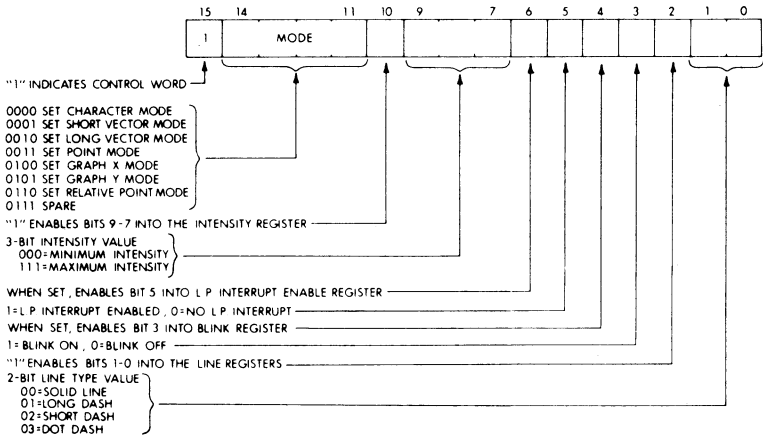 15 14 11 10 9 7 6 5 4 3 2 1 0
1 MODE
"1" INDICATES CONTROL WORD
0000 SET CHARACTER MODE
0001 SET SHORT VECTOR MODE
0010 SET LONG VECTOR MODE
0011 SET POINT MODE
0100 SET GRAPH X MODE
0101 SET GRAPH Y MODE
0110 SET RELATIVE POINT MODE
0111 SPARE
"1" ENABLES BITS 9-7 INTO THE INTENSITY REGISTER
3-BIT INTENSITY VALUE
000=MINIMUM INTENSITY
111=MAXIMUM INTENSITY
WHEN SET, ENABLES BIT 5 INTO L P INTERRUPT ENABLE REGISTER
1=L P INTERRUPT ENABLED, 0=NO L P INTERRUPT
WHEN SET, ENABLES BIT 3 INTO BLINK REGISTER
1=BLINK ON, 0=BLINK OFF
"1" ENABLES BITS 1-0 INTO THE LINE REGISTERS
2-BIT LINE TYPE VALUE
00=SOLID LINE
01=LONG DASH
02=SHORT DASH
03=DOT DASH